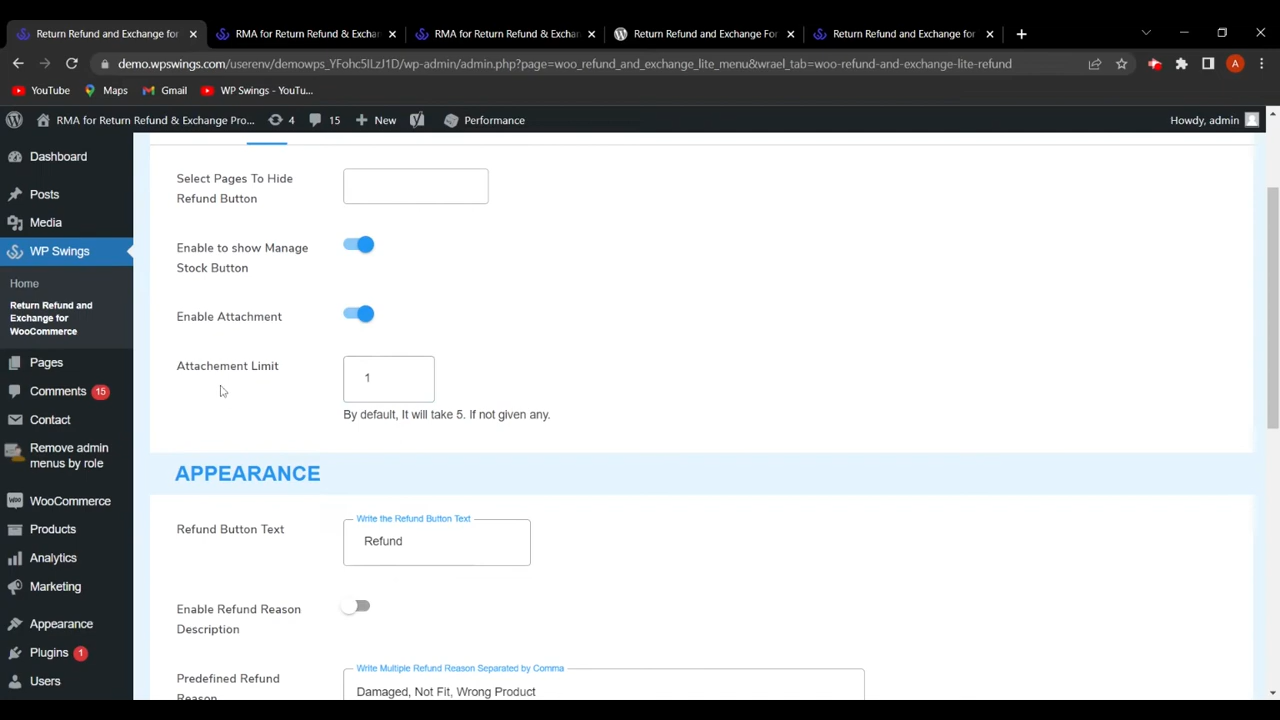 Return Refund and Exchange for
RMA for Return Refund & Exchan
RMA for Return Refund & Exchan
Return Refund and Exchange For
Return Refund and Exchange for
demo.wpswings.com/userenv/demowps_YFohc5ILzJ1D/wp-admin/admin.php?page=woo_refund_and_exchange_lite_menu&wrael_tab=woo-refund-and-exchange-lite-refund
A
YouTube
Maps
Gmail
WP Swings - YouTu...
RMA for Return Refund & Exchange Pro...
4
15
New
Performance
Howdy, admin
Dashboard
Posts
Media
WP Swings
Home
Return Refund and
Exchange for
WooCommerce
Pages
Comments 15
Contact
Remove admin
menus by role
WooCommerce
Products
Analytics
Marketing
Appearance
Plugins 1
Users
Select Pages To Hide
Refund Button
Enable to show Manage
Stock Button
Enable Attachment
Attachement Limit
1
By default, It will take 5. If not given any.
APPEARANCE
Refund Button Text
Write the Refund Button Text
Refund
Enable Refund Reason
Description
Predefined Refund
Reason
Write Multiple Refund Reason Separated by Comma
Damaged, Not Fit, Wrong Product